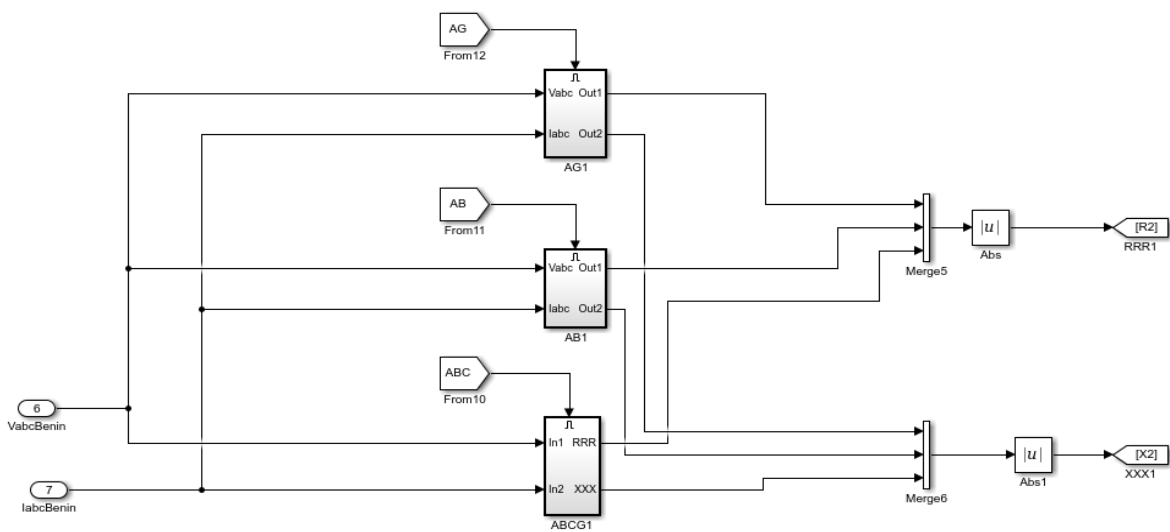 AG
From12
Vabc Out1
Iabc Out2
AG1
AB
From11
Vabc Out1
Iabc Out2
AB1
ABC
From10
In1 RRR
In2 XXX
ABCG1
6
VabcBenin
7
IabcBenin
Merge5
|u|
Abs
[R2]
RRR1
Merge6
|u|
Abs1
[X2]
XXX1